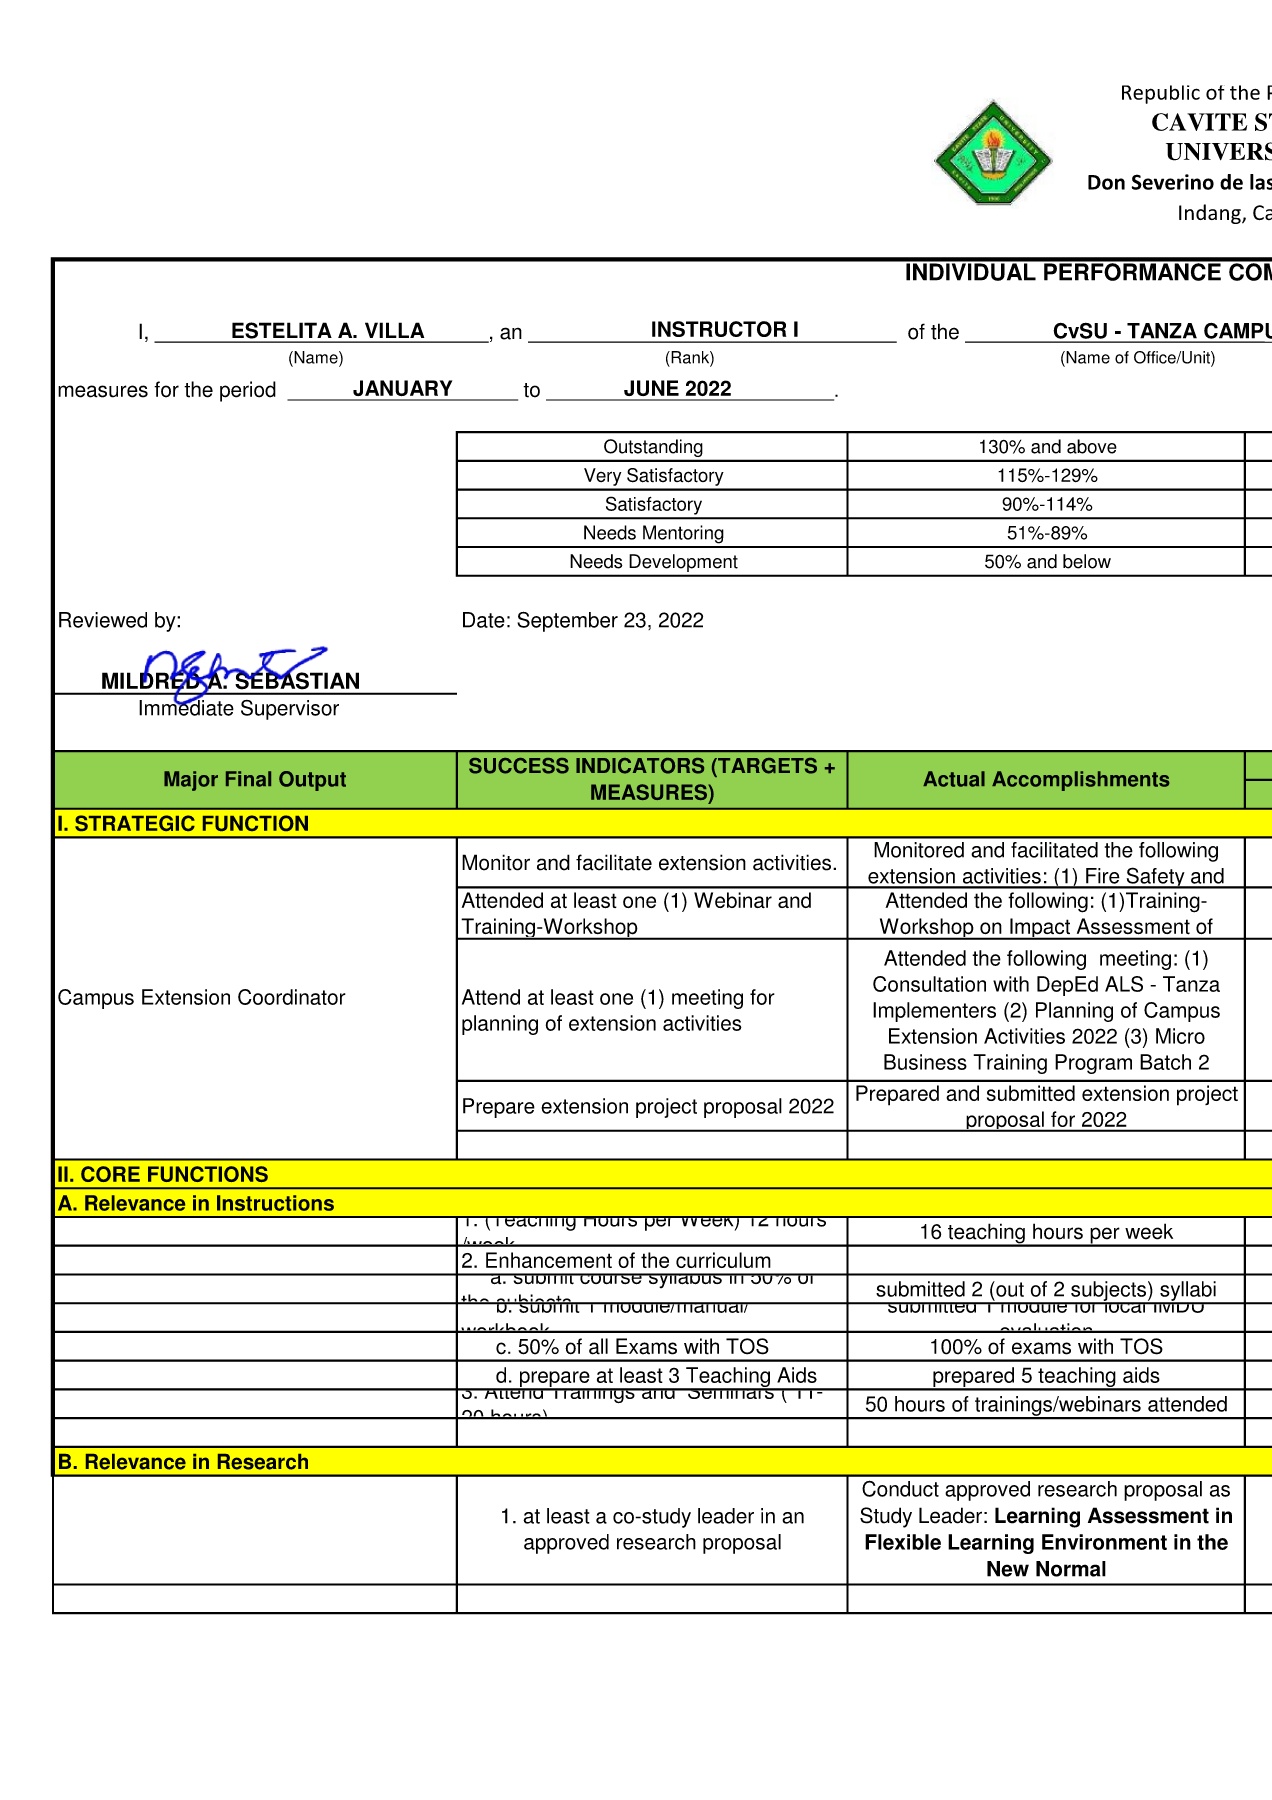 Republic of the
CAVITE
UNIVERS
Don Severino de las
Indang,
INDIVIDUAL PERFORMANCE
I, ESTELITA A. VILLA, an INSTRUCTOR I of the CvSU - TANZA CAMPU
(Name) (Rank) (Name of Office/Unit)
measures for the period JANUARY to JUNE 2022.
Outstanding 130% and above
Very Satisfactory 115%-129%
Satisfactory 90%-114%
Needs Mentoring 51%-89%
Needs Development 50% and below
Reviewed by: Date: September 23, 2022
MILDRED A. SEBASTIAN
Immediate Supervisor
SUCCESS INDICATORS (TARGETS +
Major Final Output Actual Accomplishments
MEASURES)
I. STRATEGIC FUNCTION
Monitor and facilitate extension activities.
Monitored and facilitated the following
extension activities: (1) Fire Safety and
Attended at least one (1) Webinar and
Training-Workshop
Attended the following: (1)Training-
Workshop on Impact Assessment of
Campus Extension Coordinator
Attend at least one (1) meeting for
planning of extension activities
Attended the following meeting: (1)
Consultation with DepEd ALS - Tanza
Implementers (2) Planning of Campus
Extension Activities 2022 (3) Micro
Business Training Program Batch 2
Prepare extension project proposal 2022
Prepared and submitted extension project
proposal for 2022
II. CORE FUNCTIONS
A. Relevance in Instructions
1. (Teaching Hours per Week) 12 hours
/week
16 teaching hours per week
2. Enhancement of the curriculum
a. submit course syllabus in 50% of
the subjects
submitted 2 (out of 2 subjects) syllabi
b. submit 1 module/manual/
workbook
submitted 1 module for local IMDU
evaluation
c. 50% of all Exams with TOS 100% of exams with TOS
d. prepare at least 3 Teaching Aids prepared 5 teaching aids
3. Attend Trainings and Seminars ( 11-
20 hours)
50 hours of trainings/webinars attended
B. Relevance in Research
1. at least a co-study leader in an
approved research proposal
Conduct approved research proposal as
Study Leader: Learning Assessment in
Flexible Learning Environment in the
New Normal